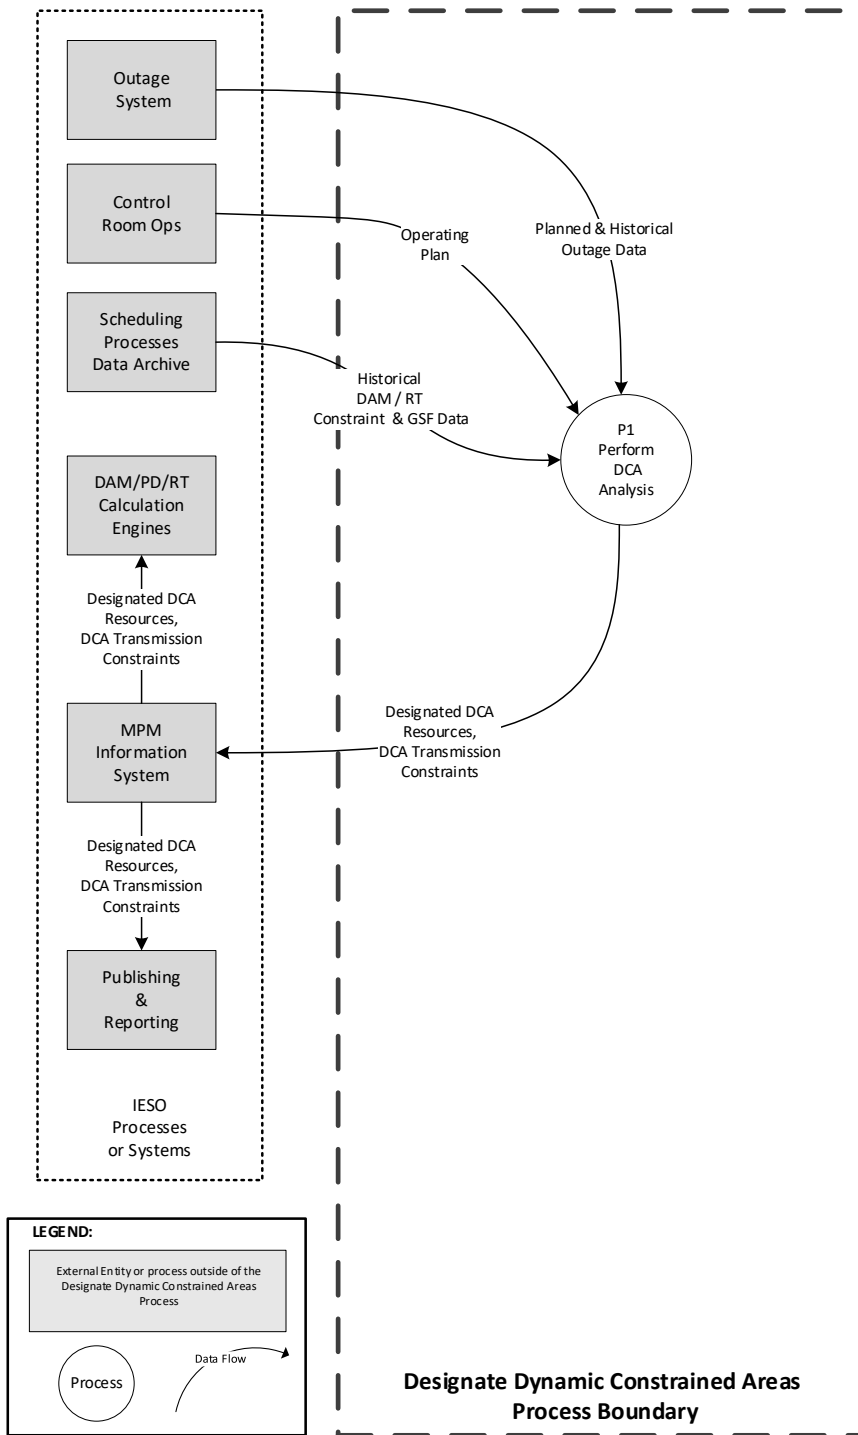 Outage
System
Control
Room Ops
Operating
Plan
Planned & Historical
Outage Data
Scheduling
Processes
Data Archive
Historical
DAM / RT
Constraint & GSF Data
P1
Perform
DCA
Analysis
DAM/PD/RT
Calculation
Engines
Designated DCA
Resources,
DCA Transmission
Constraints
MPM
Information
System
Designated DCA
Resources,
DCA Transmission
Constraints
Designated DCA
Resources,
DCA Transmission
Constraints
Publishing
&
Reporting
IESO
Processes
or Systems
LEGEND:
External Entity or process outside of the
Designate Dynamic Constrained Areas
Process
Process
Data Flow
Designate Dynamic Constrained Areas
Process Boundary